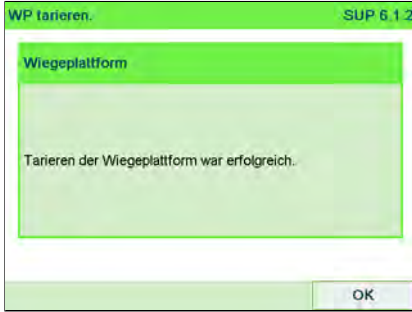 WP tarieren.
SUP 6.1.2
Wiegeplattform
Tarieren der Wiegeplattform war erfolgreich.
OK